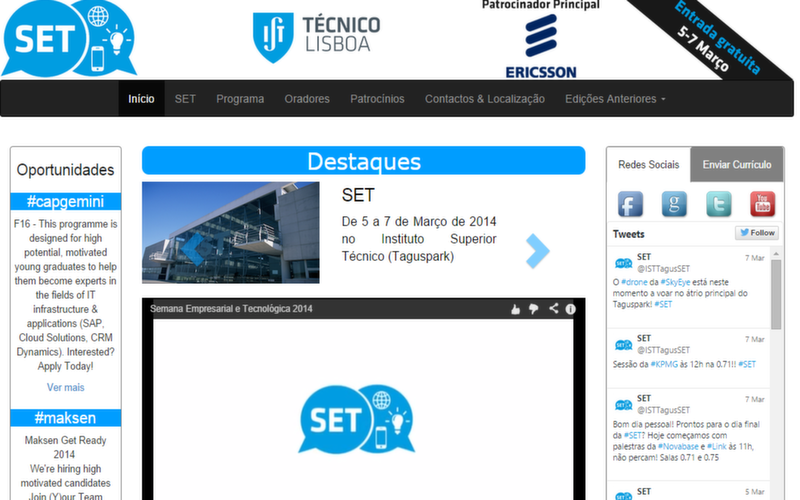 SET
TÉCNICO
LISBOA
Patrocinador Principal
ERICSSON
Entrada gratuita
5-7 Março
Início SET Programa Oradores Patrocínios Contactos & Localização Edições Anteriores
Oportunidades
#capgemini
F16 - This programme is
designed for high
potential, motivated
young graduates to help
them become experts in
the fields of IT
infrastructure &
applications (SAP,
Cloud Solutions, CRM
Dynamics). Interested?
Apply Today!
Ver mais
#maksen
Maksen Get Ready
2014
We're hiring high
motivated candidates
Join (Y)our Team
Destaques
SET
De 5 a 7 de Março de 2014
no Instituto Superior
Técnico (Taguspark)
Semana Empresarial e Tecnológica 2014
SET
Redes Sociais Enviar Currículo
You
Tube
Tweets Follow
SET 7 Mar
@ISTTagusSET
O #drone da #SkyEye está neste
momento a voar no átrio principal do
Taguspark! #SET
SET 7 Mar
@ISTTagusSET
Sessão da #KPMG às 12h na 0.71!! #SET
SET 7 Mar
@ISTTagusSET
Bom dia pessoal! Prontos para o dia final
da #SET? Hoje começamos com
palestras da #Novabase e #Link às 11h,
não percam! Salas 0.71 e 0.75
SET 5 Mar
@ISTTagusSET